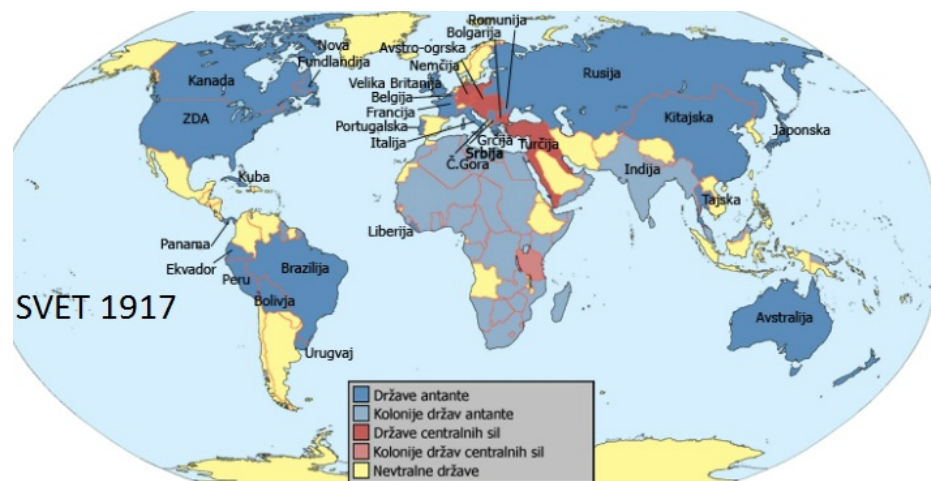 Romunija
Bolgarija
Nova
Fundlandija
Avstro-ogrska
Nemčija
Kanada
Velika Britanija
Rusija
Belgija
ZDA
Francija
Kitajska
Portugalska
Japonska
Italija
Grčija
Turčija
Srbija
Č.Gora
Indija
Kuba
Tajska
Liberija
Panama
Ekvador
Brazilija
Peru
SVET 1917
Bolivja
Avstralija
Urugvaj
Države antante
Kolonije držav antante
Države centralnih sil
Kolonije držav centralnih sil
Nevtralne države